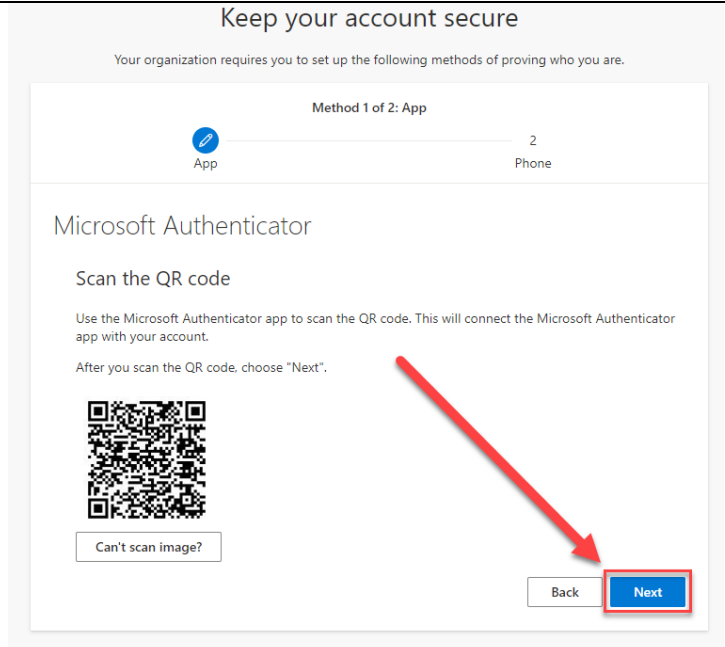 Keep your account secure
Your organization requires you to set up the following methods of proving who you are.
Method 1 of 2: App
2
App
Phone
Microsoft Authenticator
Scan the QR code
Use the Microsoft Authenticator app to scan the QR code. This will connect the Microsoft Authenticator
app with your account.
After you scan the QR code, choose "Next".
Can't scan image?
Back
Next